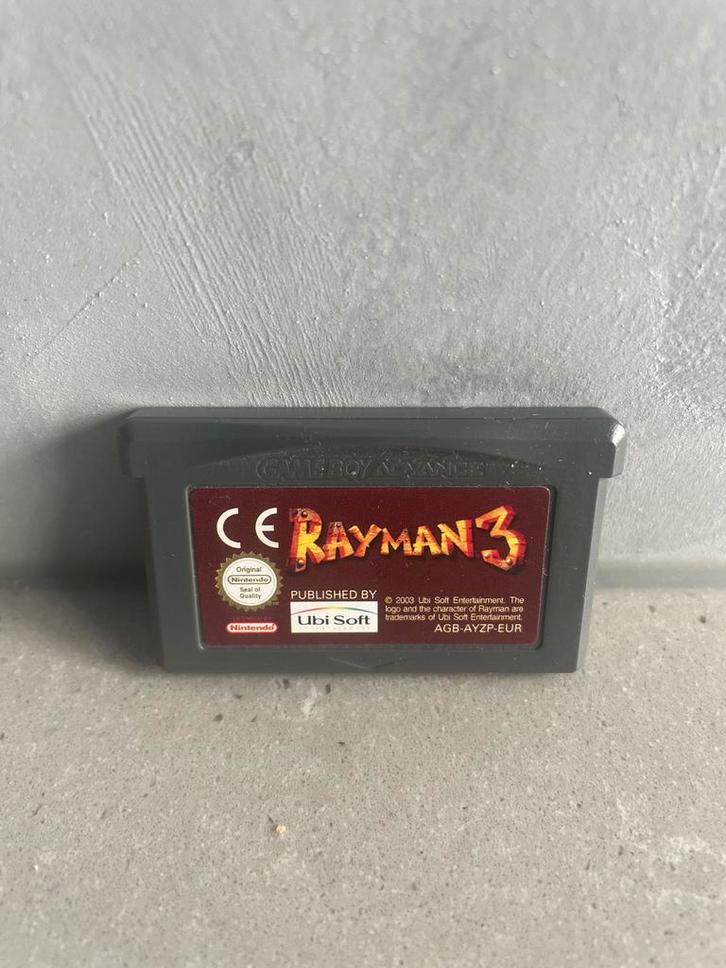 GAME BOY ADVANCE
CE
RAYMAN 3
Original
Nintendo
Seal of
Quality
Nintendo
PUBLISHED BY
Ubi Soft
© 2003 Ubi Soft Entertainment. The
logo and the character of Rayman are
trademarks of Ubi Soft Entertainment.
AGB-AYZP-EUR